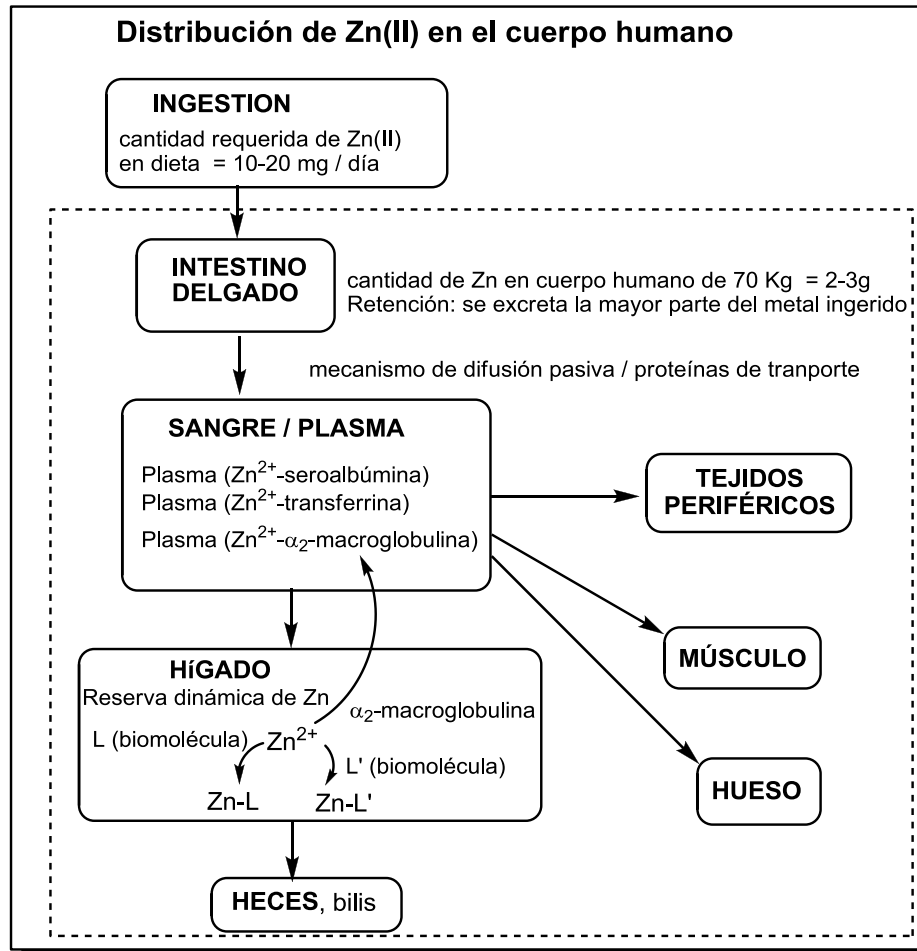 Distribución de Zn(II) en el cuerpo humano
INGESTION
cantidad requerida de Zn(II)
en dieta = 10-20 mg / día
INTESTINO
DELGADO
cantidad de Zn en cuerpo humano de 70 Kg = 2-3g
Retención: se excreta la mayor parte del metal ingerido
mecanismo de difusión pasiva / proteínas de tranporte
SANGRE / PLASMA
Plasma (Zn²⁺-seroalbúmina)
Plasma (Zn²⁺-transferrina)
Plasma (Zn²⁺-α₂-macroglobulina)
TEJIDOS
PERIFÉRICOS
MÚSCULO
HUESO
HíGADO
Reserva dinámica de Zn
α₂-macroglobulina
L (biomolécula)
Zn²⁺
L' (biomolécula)
Zn-L
Zn-L'
HECES, bilis